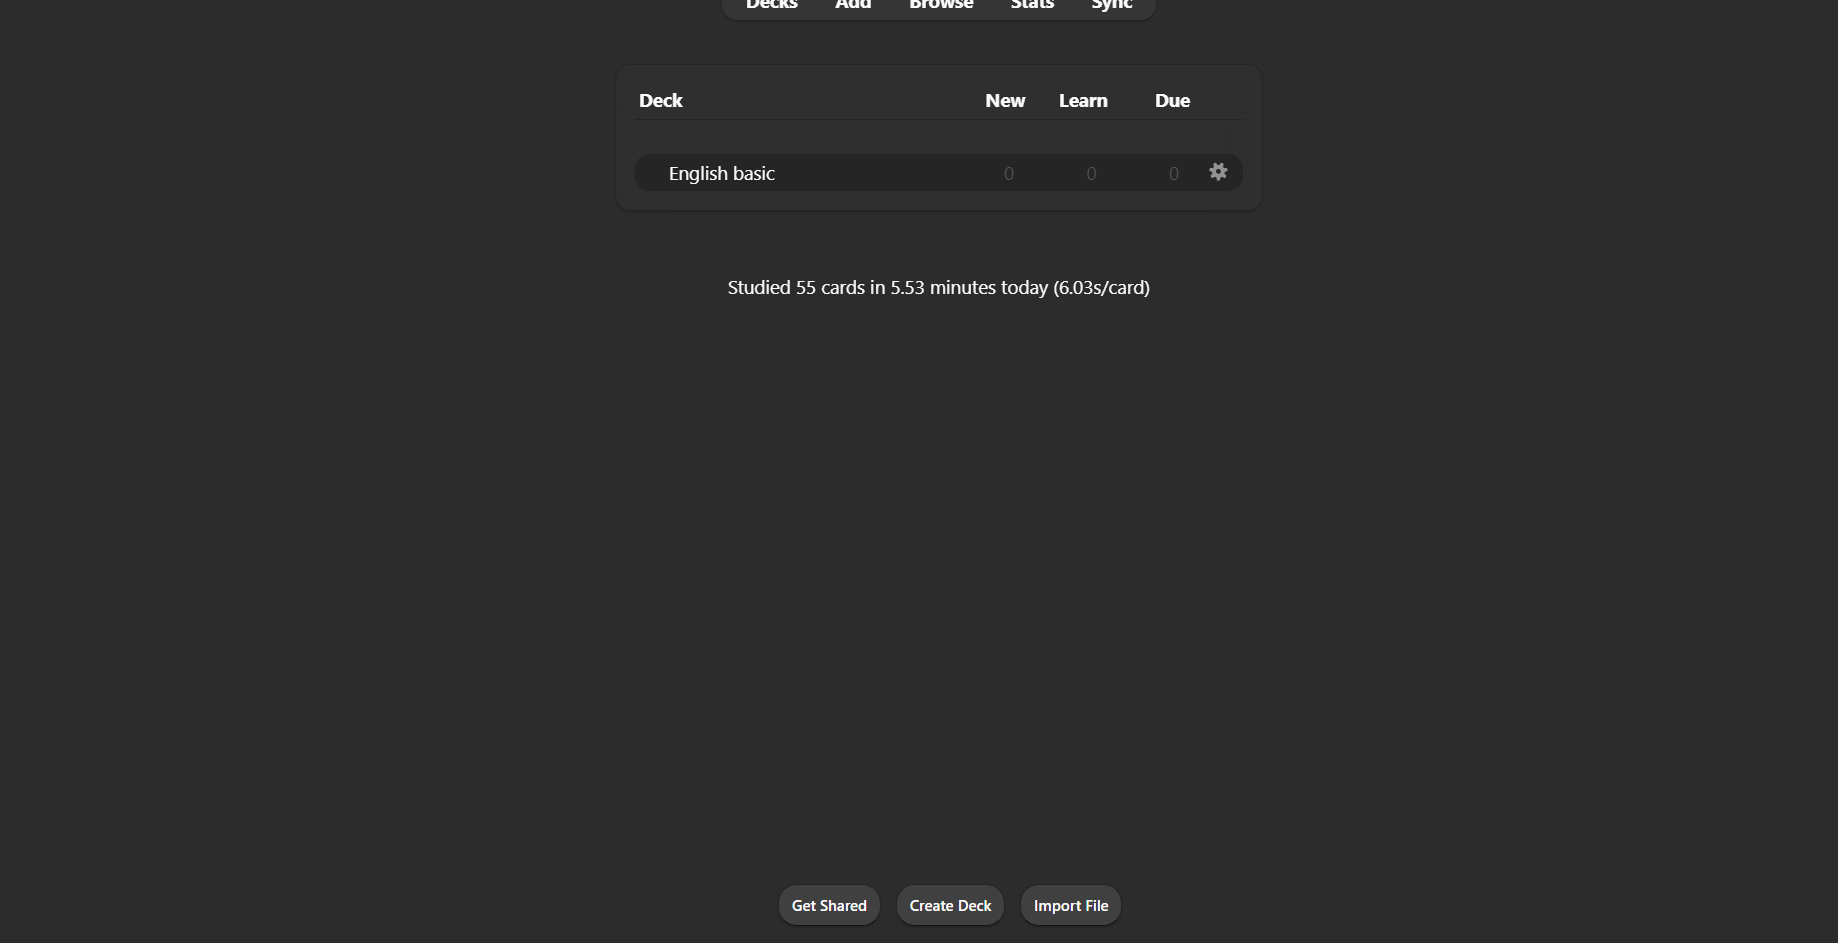 Decks Add Browse Stats Sync
Deck New Learn Due
English basic 0 0 0
Studied 55 cards in 5.53 minutes today (6.03s/card)
Get Shared Create Deck Import File